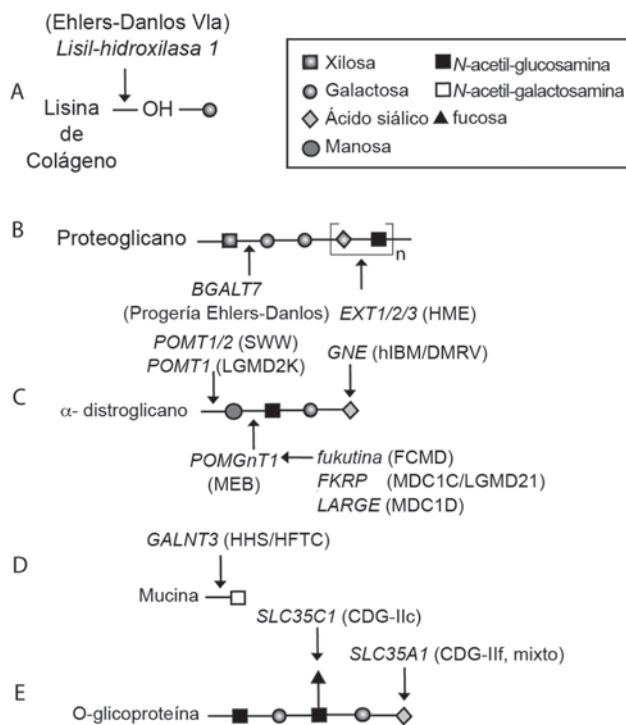 (Ehlers-Danlos VIa)
Lisil-hidroxilasa 1
A
Lisina
de
Colágeno
OH
Xilosa
N-acetil-glucosamina
Galactosa
N-acetil-galactosamina
Ácido siálico
fucosa
Manosa
B
Proteoglicano
n
BGALT7
(Progería Ehlers-Danlos)
EXT1/2/3 (HME)
POMT1/2 (SWW)
POMT1 (LGMD2K)
GNE (hIBM/DMRV)
C
α- distroglicano
POMGnT1
(MEB)
fukutina (FCMD)
FKRP (MDC1C/LGMD21)
LARGE (MDC1D)
GALNT3 (HHS/HFTC)
D
Mucina
SLC35C1 (CDG-IIc)
SLC35A1 (CDG-IIf, mixto)
E
O-glicoproteína